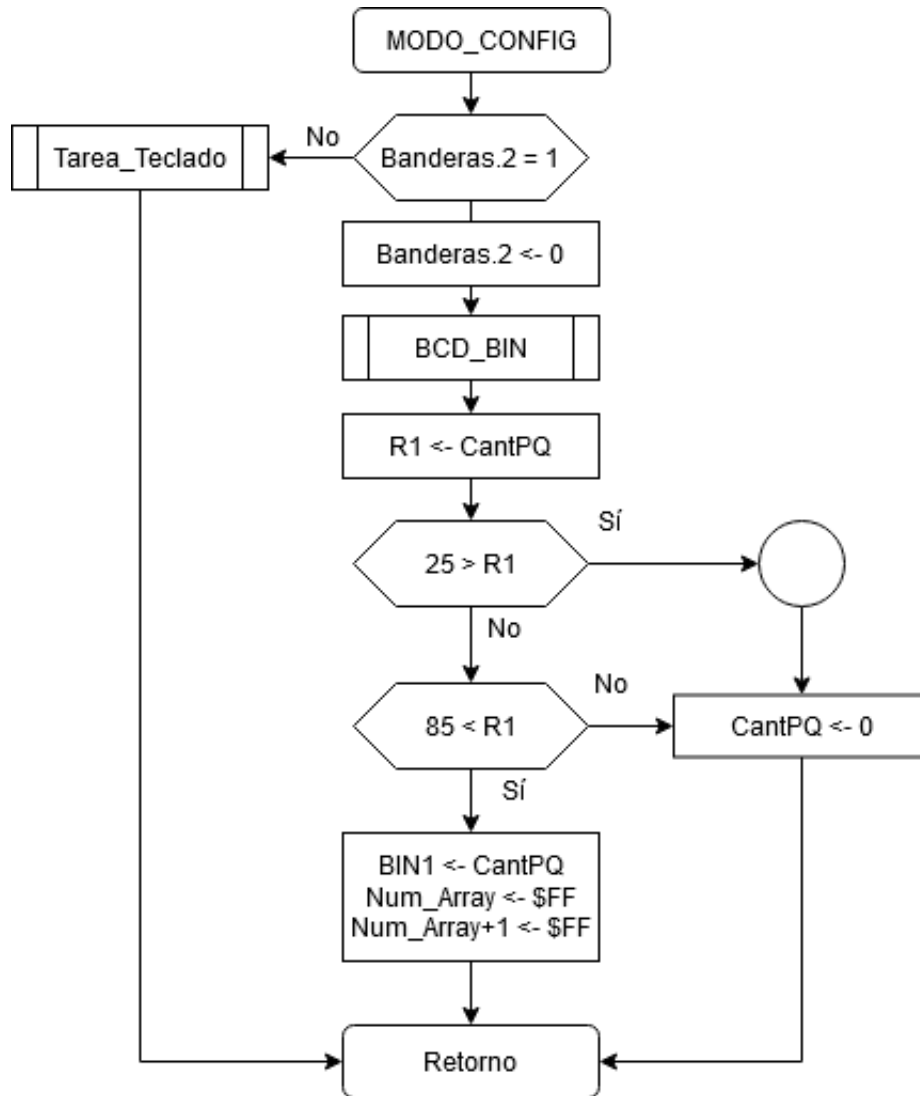 MODO_CONFIG
No
Tarea_Teclado
Banderas.2 = 1
Banderas.2 <- 0
BCD_BIN
R1 <- CantPQ
Sí
25 > R1
No
No
85 < R1
CantPQ <- 0
Sí
BIN1 <- CantPQ
Num_Array <- $FF
Num_Array+1 <- $FF
Retorno